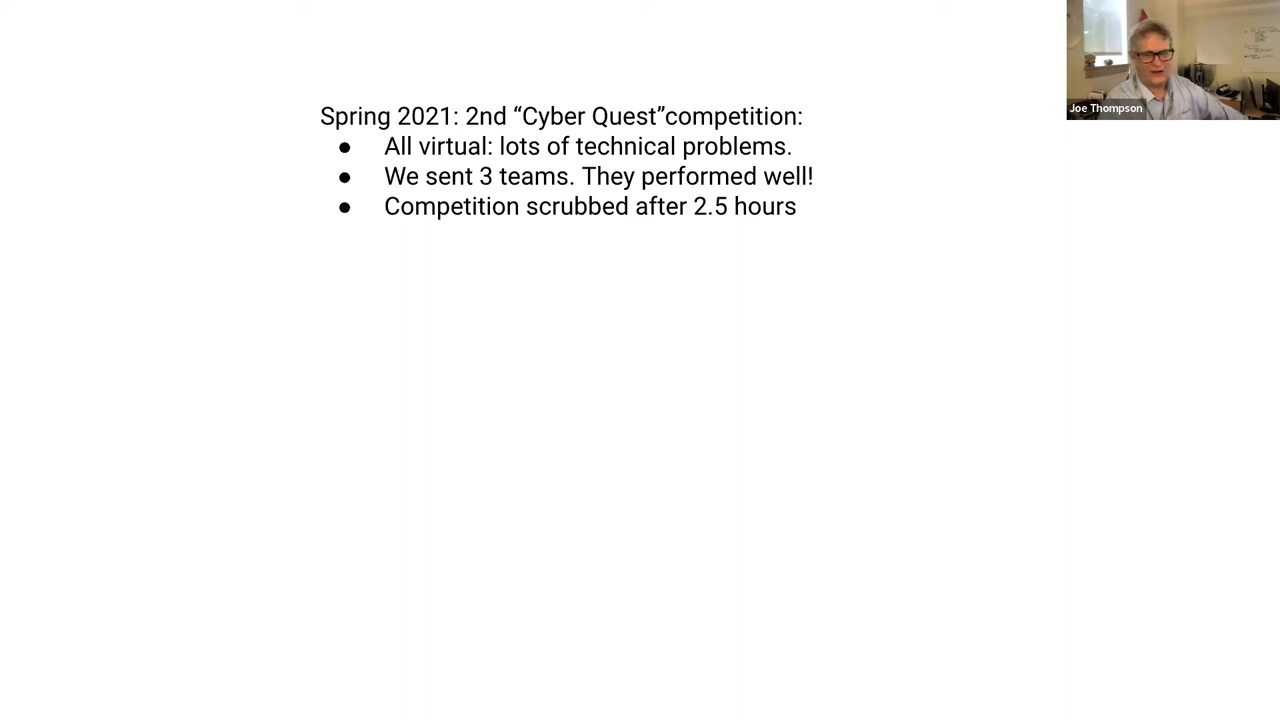 Spring 2021: 2nd “Cyber Quest”competition:
● All virtual: lots of technical problems.
● We sent 3 teams. They performed well!
● Competition scrubbed after 2.5 hours
Joe Thompson